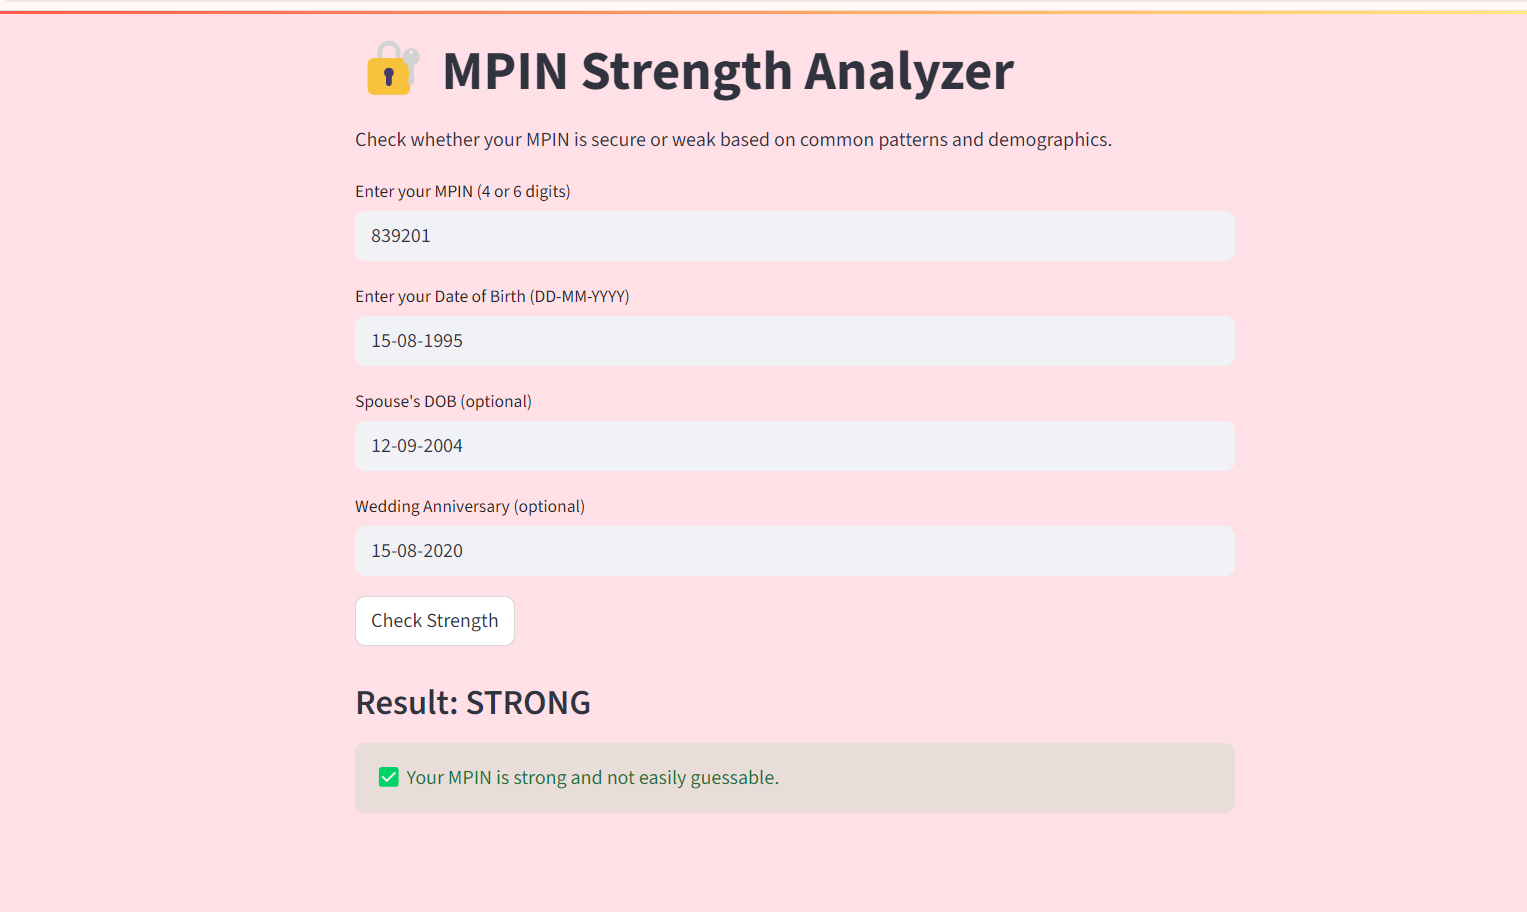 MPIN Strength Analyzer
Check whether your MPIN is secure or weak based on common patterns and demographics.
Enter your MPIN (4 or 6 digits)
839201
Enter your Date of Birth (DD-MM-YYYY)
15-08-1995
Spouse's DOB (optional)
12-09-2004
Wedding Anniversary (optional)
15-08-2020
Check Strength
Result: STRONG
Your MPIN is strong and not easily guessable.